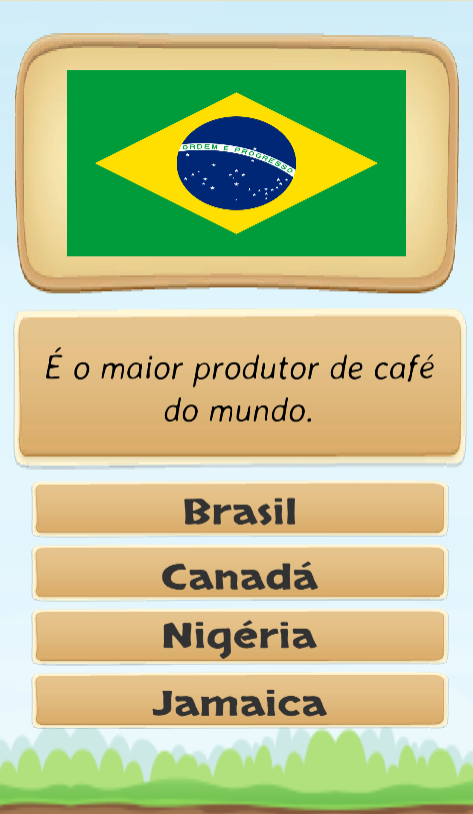 ORDEM E PROGRESSO
É o maior produtor de café
do mundo.
Brasil
Canadá
Nigéria
Jamaica